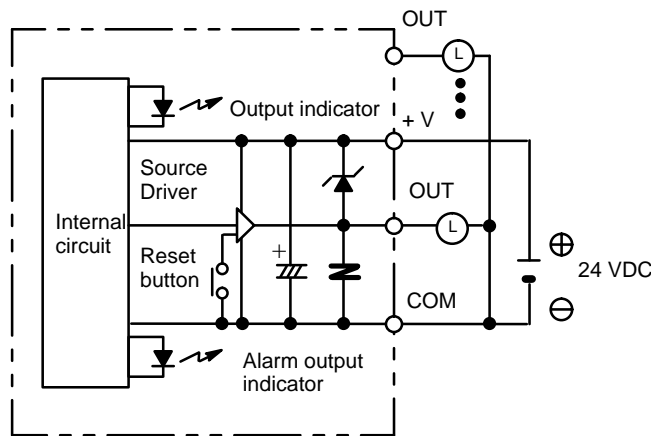 OUT
L
Output indicator
+ V
Source
Driver
OUT
Internal
circuit
L
Reset
button
+
24 VDC
COM
Alarm output
indicator